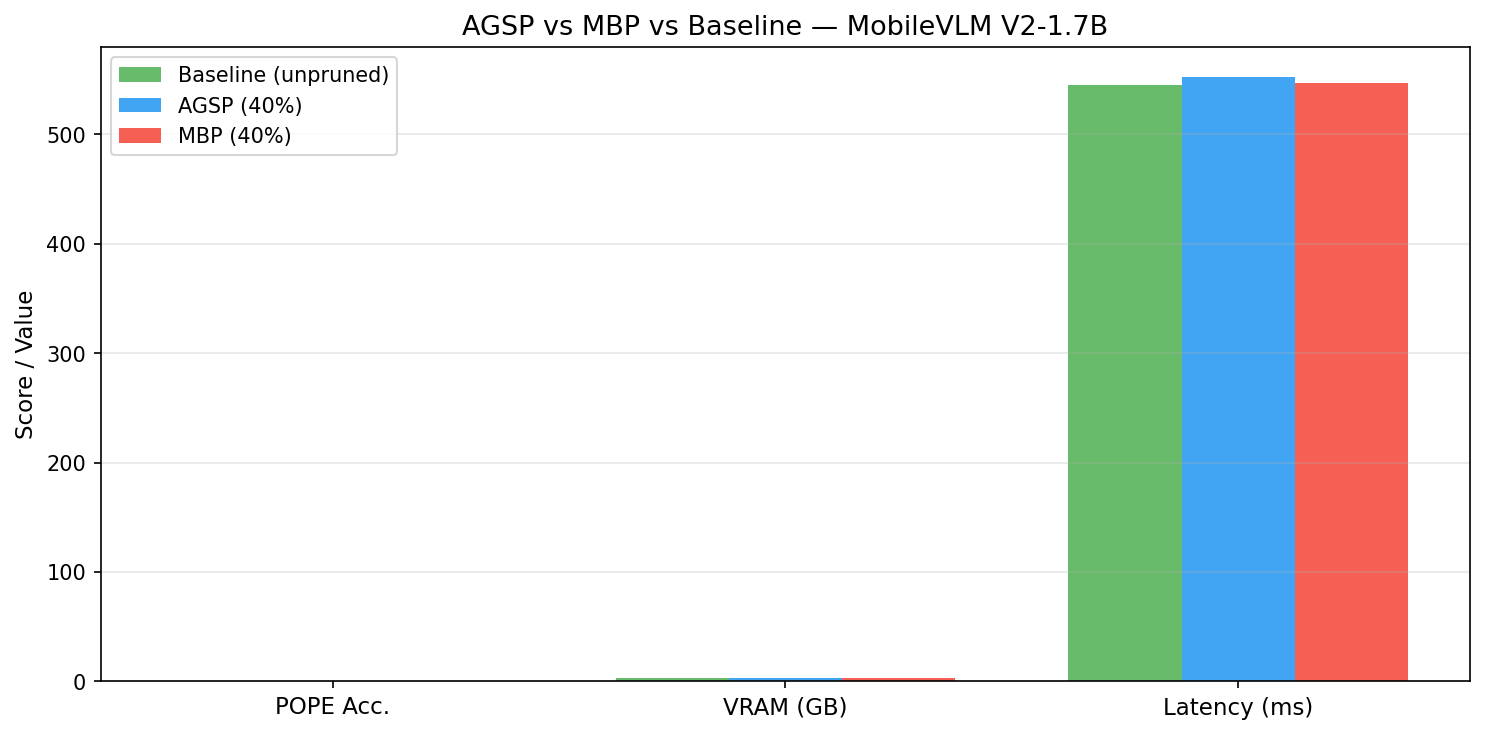 AGSP vs MBP vs Baseline — MobileVLM V2-1.7B
Baseline (unpruned)
AGSP (40%)
MBP (40%)
Score / Value
500
400
300
200
100
0
POPE Acc.
VRAM (GB)
Latency (ms)